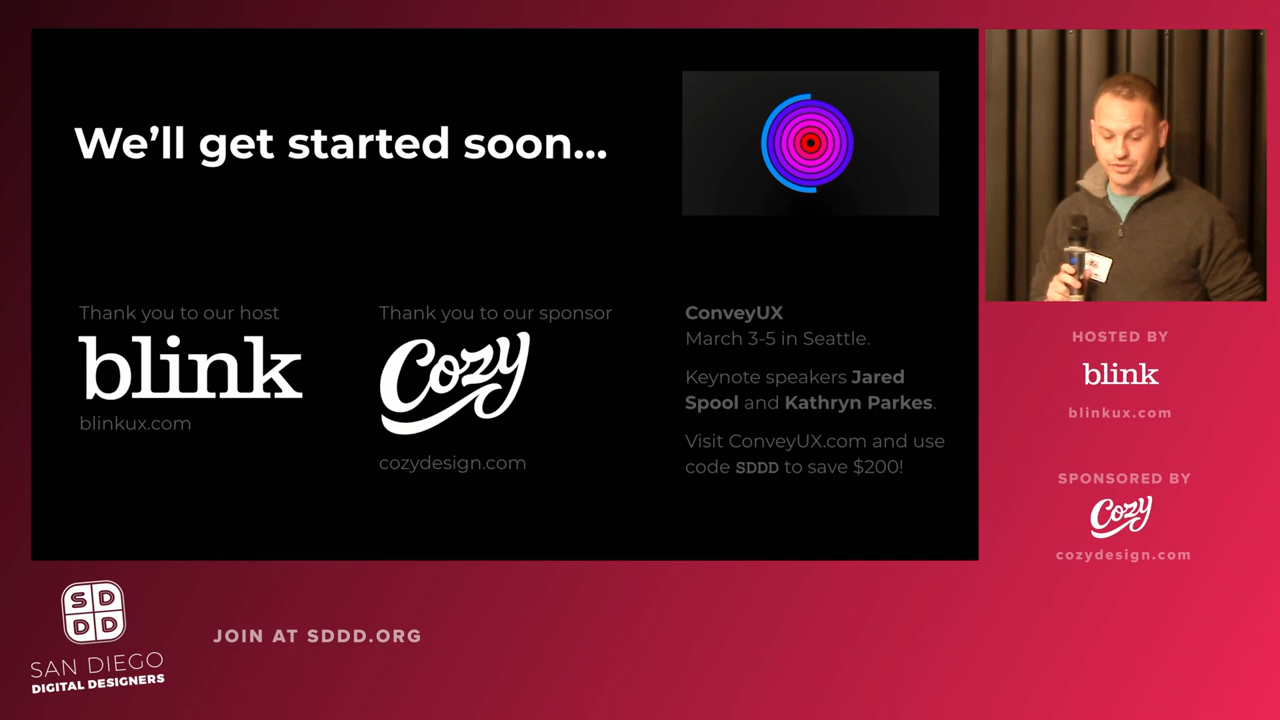 We’ll get started soon...
Thank you to our host
blink
blinkux.com
Thank you to our sponsor
Cozy
cozydesign.com
ConveyUX
March 3-5 in Seattle.
Keynote speakers Jared
Spool and Kathryn Parkes.
Visit ConveyUX.com and use
code SDDD to save $200!
HOSTED BY
blink
blinkux.com
SPONSORED BY
Cozy
cozydesign.com
SD
DD
SAN DIEGO
DIGITAL DESIGNERS
JOIN AT SDDD.ORG